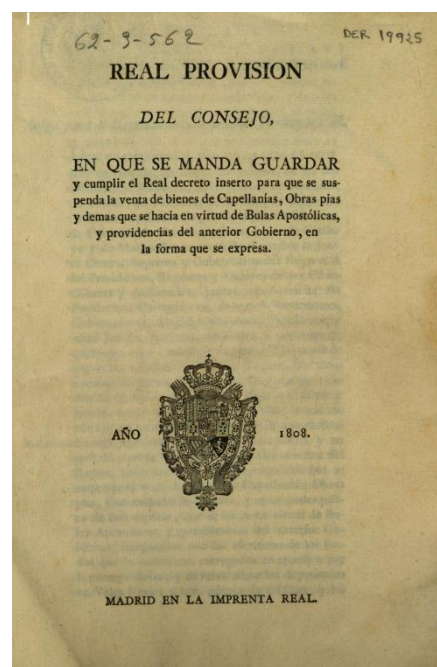 62-9-562
DER 19925
REAL PROVISION
DEL CONSEJO,
EN QUE SE MANDA GUARDAR
y cumplir el Real decreto inserto para que se sus-
penda la venta de bienes de Capellanías, Obras pias
y demas que se hacia en virtud de Bulas Apostólicas,
y providencias del anterior Gobierno, en
la forma que se expresa.
AÑO 1808.
MADRID EN LA IMPRENTA REAL.